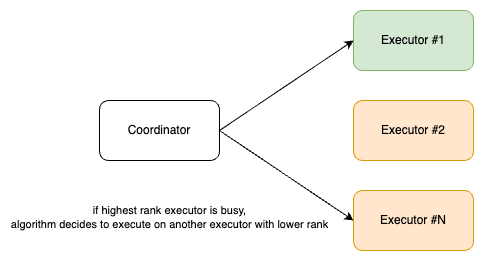 Executor #1
Coordinator
Executor #2
if highest rank executor is busy,
algorithm decides to execute on another executor with lower rank
Executor #N